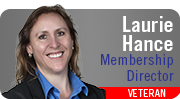 Laurie
Hance
Membership
Director
VETERAN